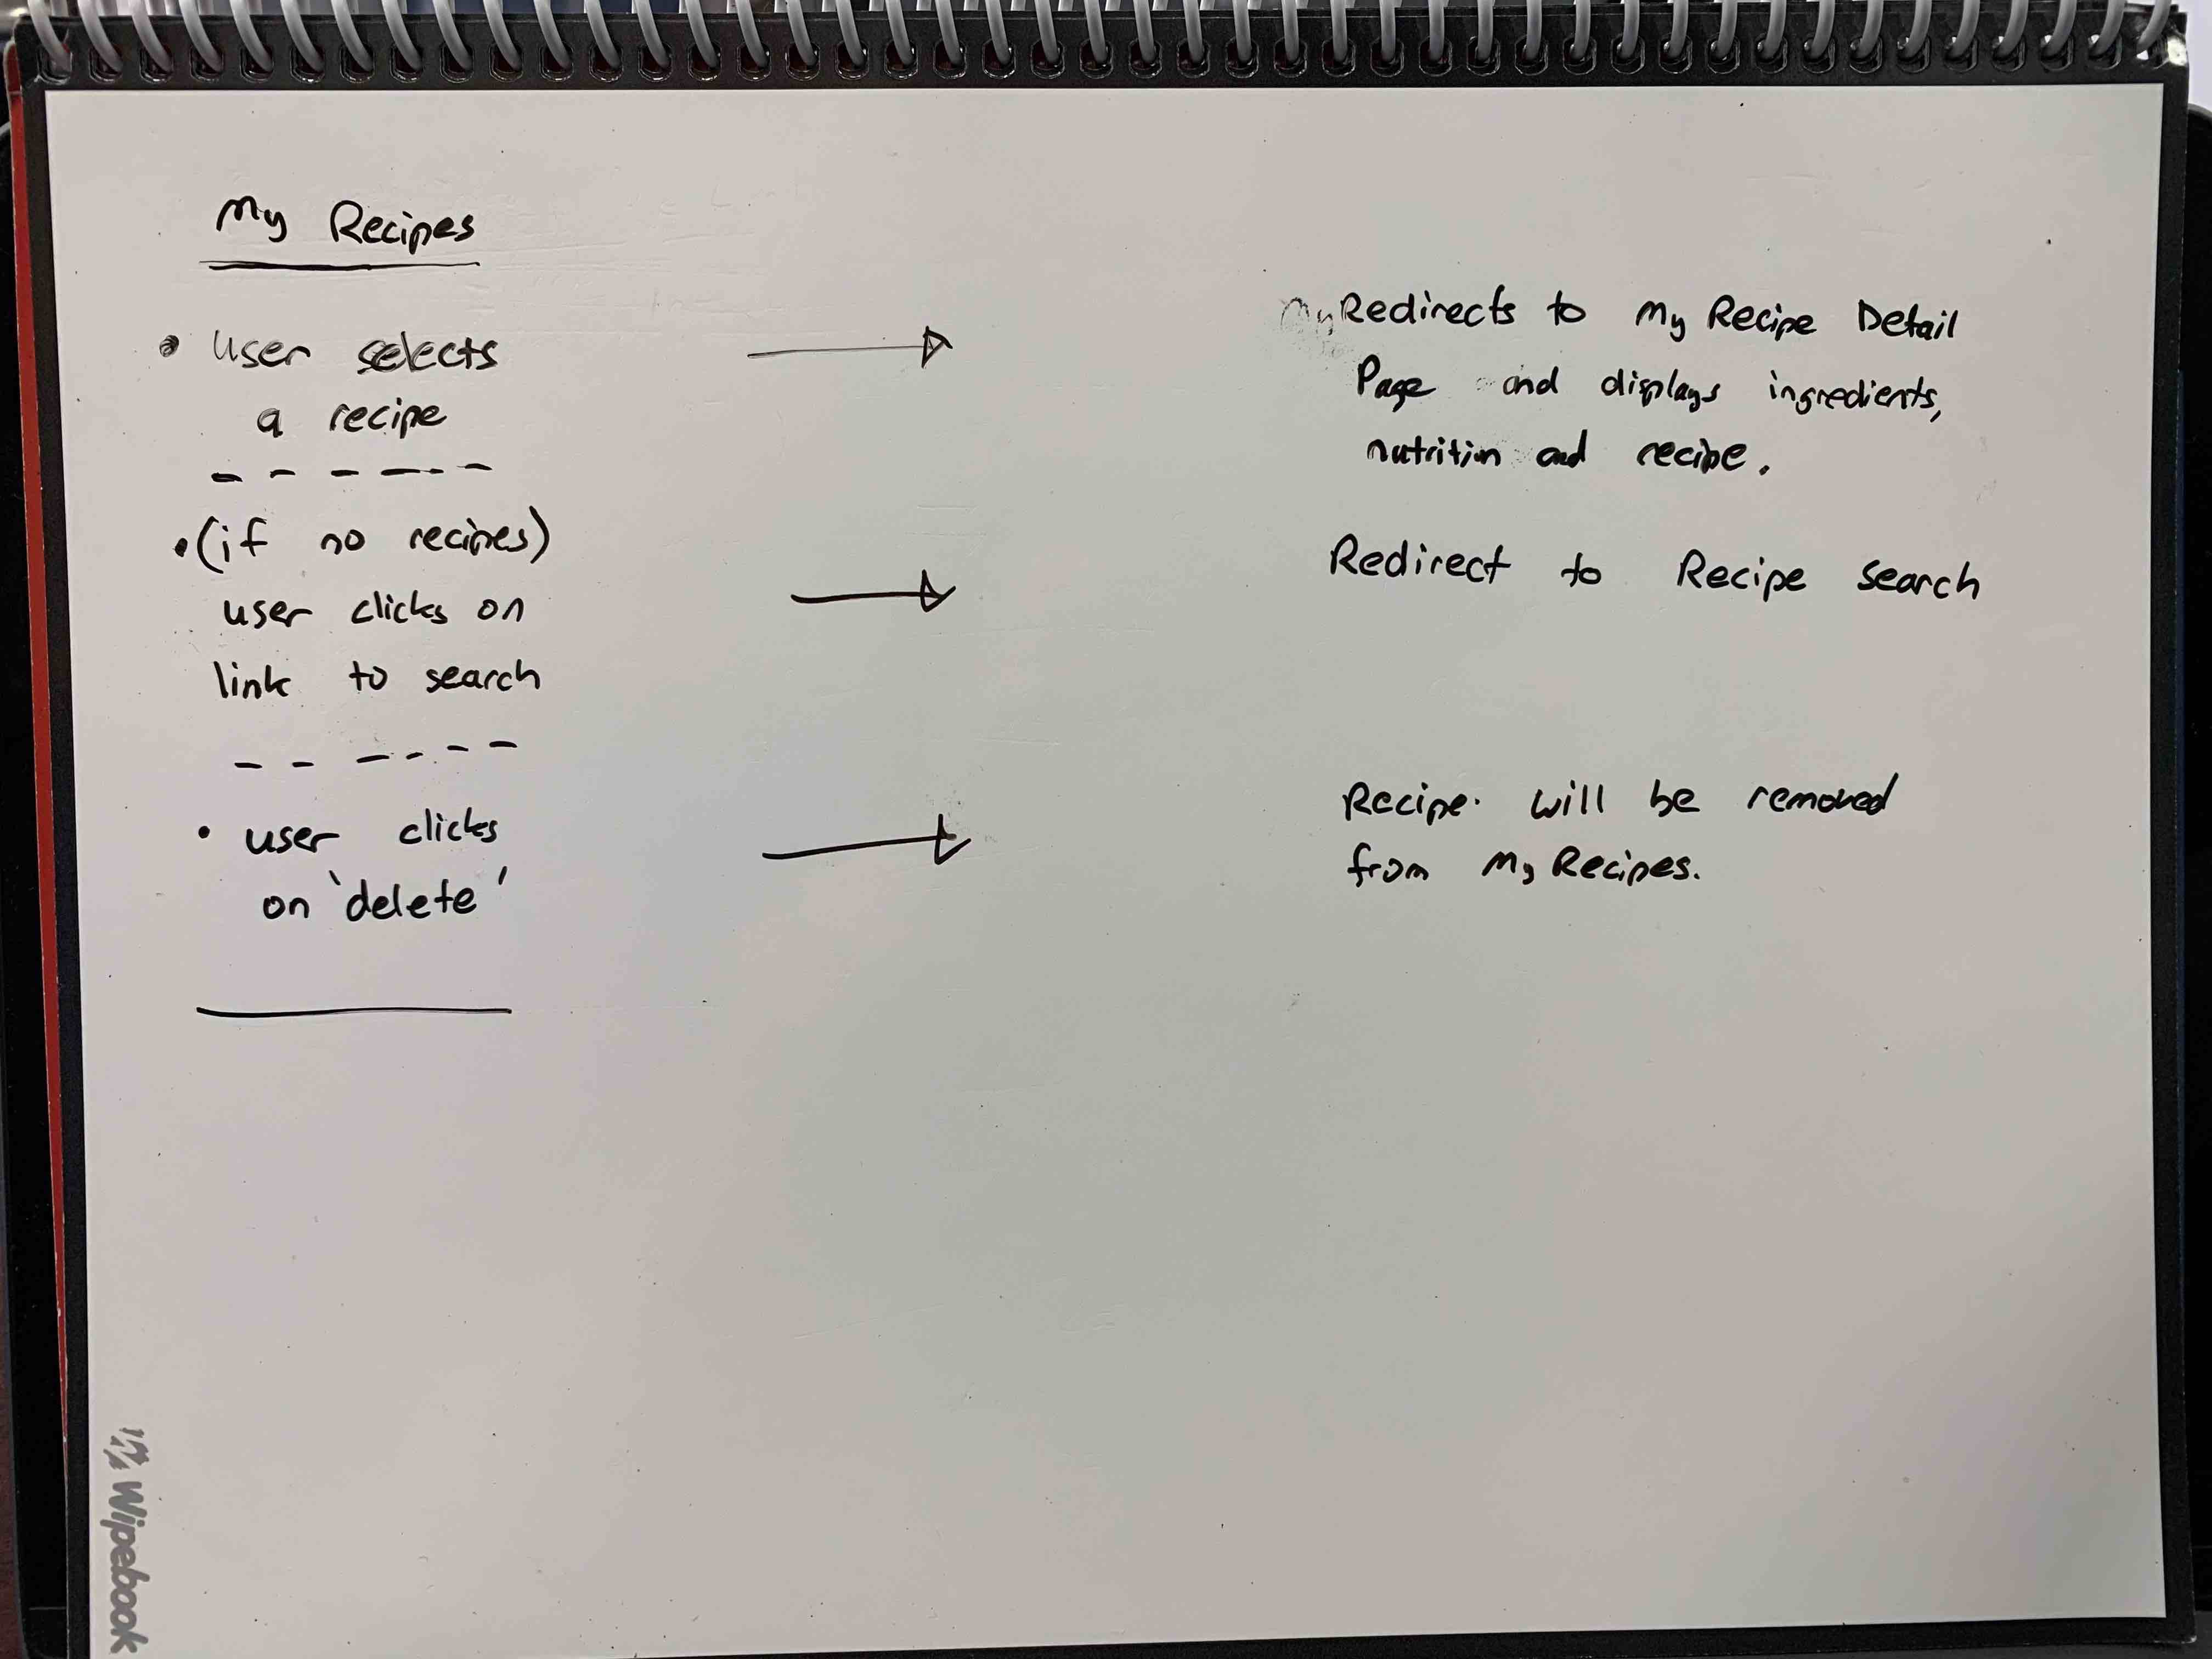 My Recipes
• user selects
a recipe
Redirects to My Recipe Detail
Page and displays ingredients,
nutrition and recipe.
• (if no recipes)
user clicks on
link to search
Redirect to Recipe search
• user clicks
on 'delete'
Recipe will be removed
from My Recipes.
Wipebook